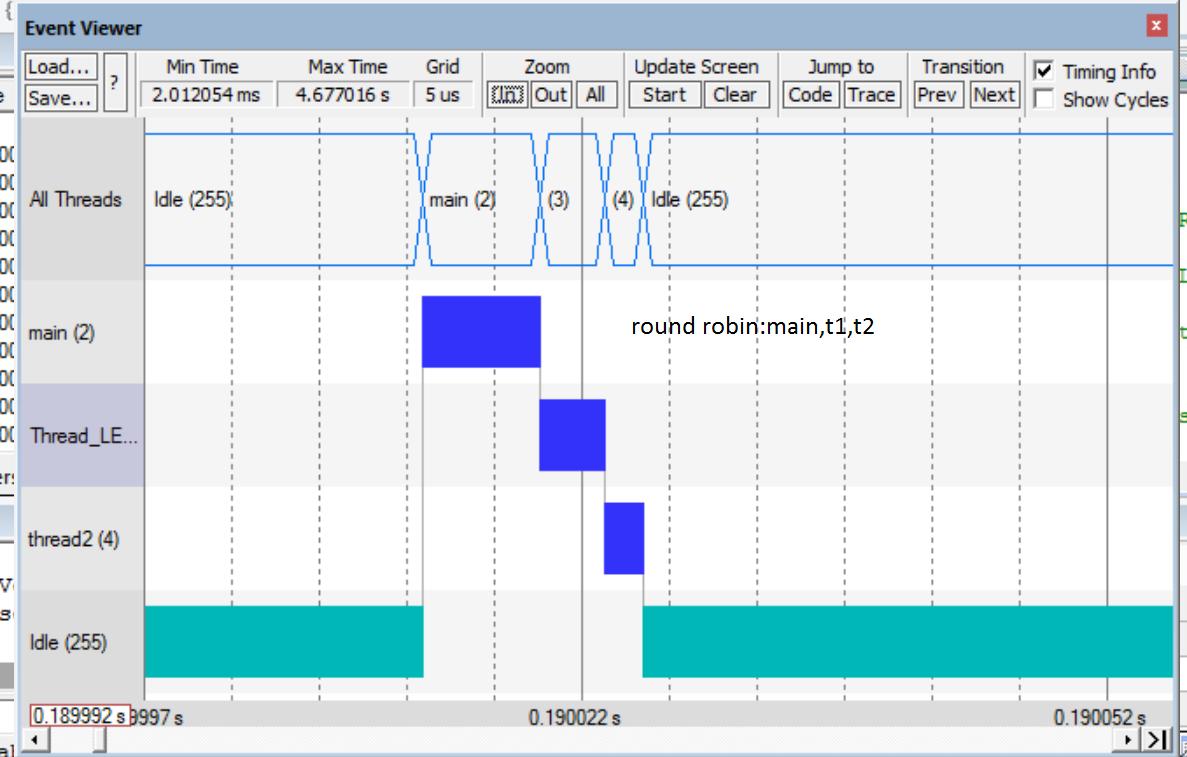 Event Viewer
Load... ? Min Time Max Time Grid Zoom Update Screen Jump to Transition Timing Info
Save... 2.012054 ms 4.677016 s 5 us In Out All Start Clear Code Trace Prev Next Show Cycles
All Threads Idle (255) main (2) (3) (4) Idle (255)
main (2) round robin:main,t1,t2
Thread_LE...
thread2 (4)
Idle (255)
0.189992 s 9997 s 0.190022 s 0.190052 s